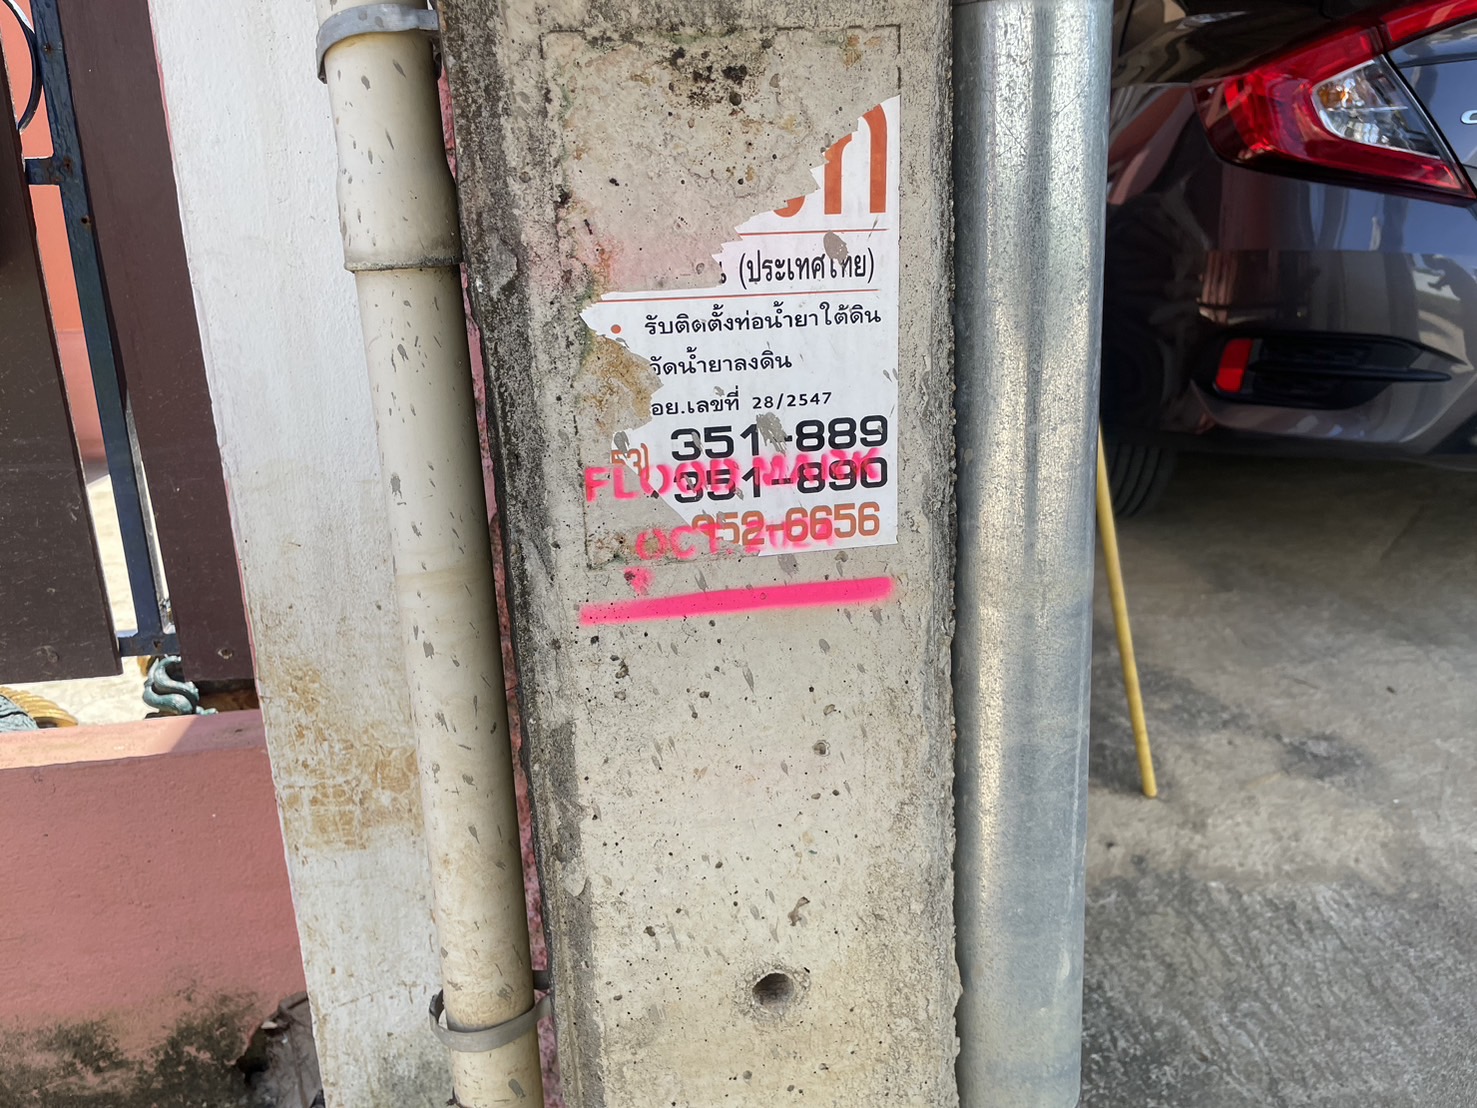 (ประเทศไทย)
รับติดตั้งท่อน้ำยาใต้ดิน
น้ำยาลงดิน
อย.เลขที่ 28/2547
351-889
FLOOD MARK
351-890
952-6656
OCT.